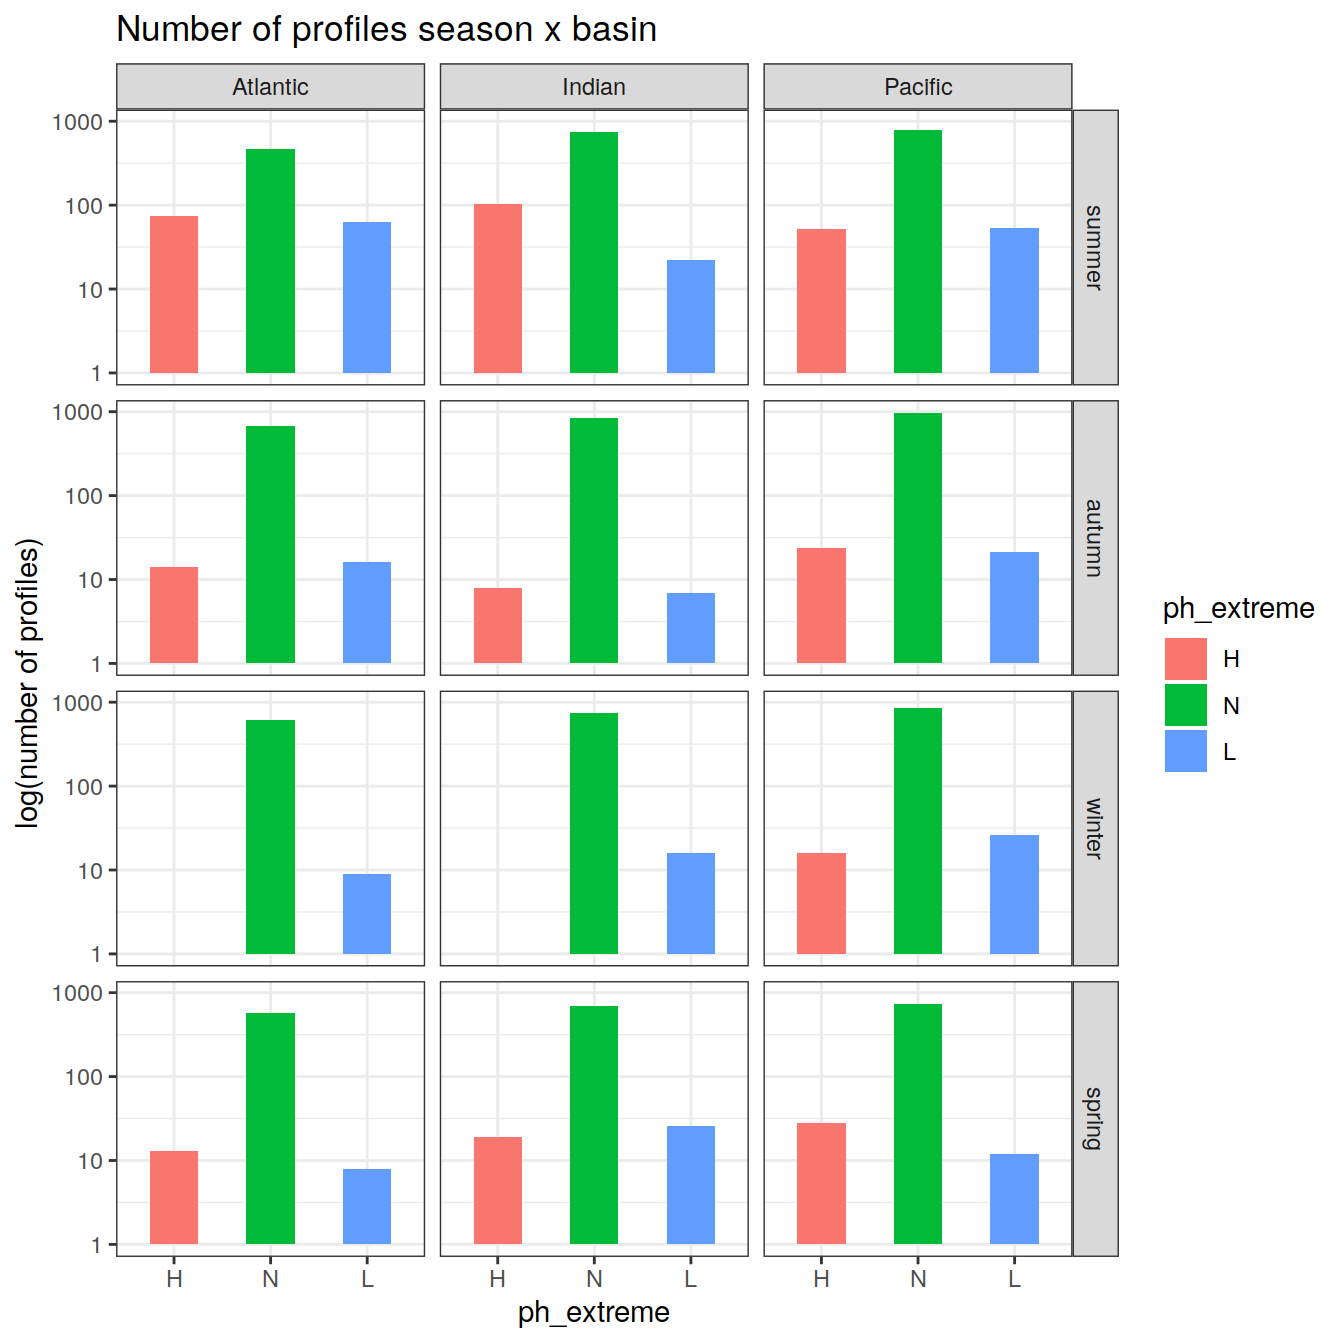 Number of profiles season x basin
Atlantic
Indian
Pacific
1000
100
10
1
summer
1000
100
10
1
autumn
1000
100
10
1
winter
1000
100
10
1
spring
H N L
H N L
H N L
ph_extreme
log(number of profiles)
ph_extreme
H
N
L